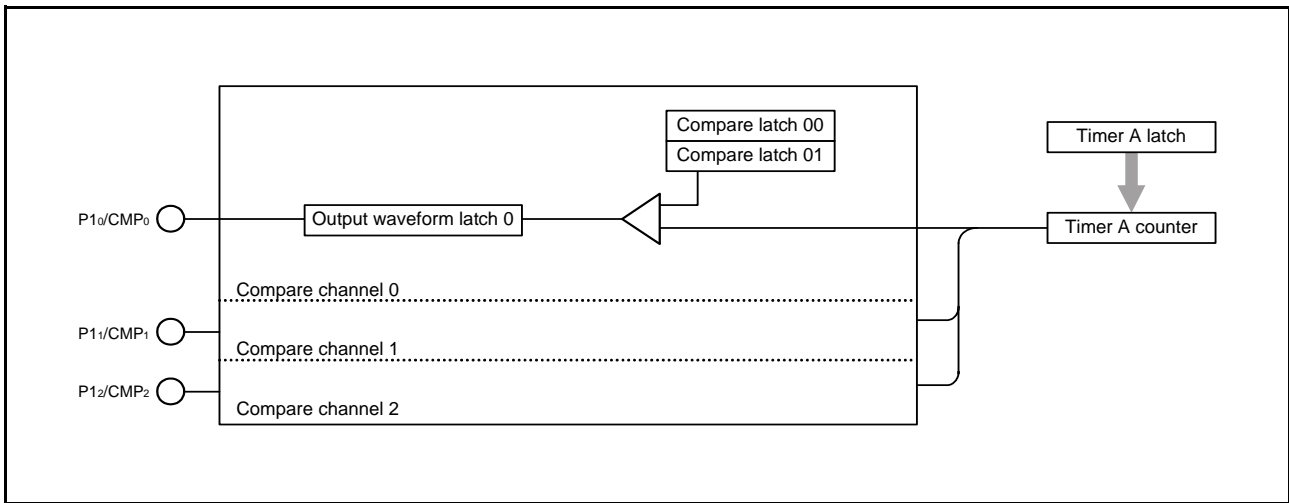 Compare latch 00
Compare latch 01
Timer A latch
P1₀/CMP₀
Output waveform latch 0
Timer A counter
Compare channel 0
P1₁/CMP₁
Compare channel 1
P1₂/CMP₂
Compare channel 2